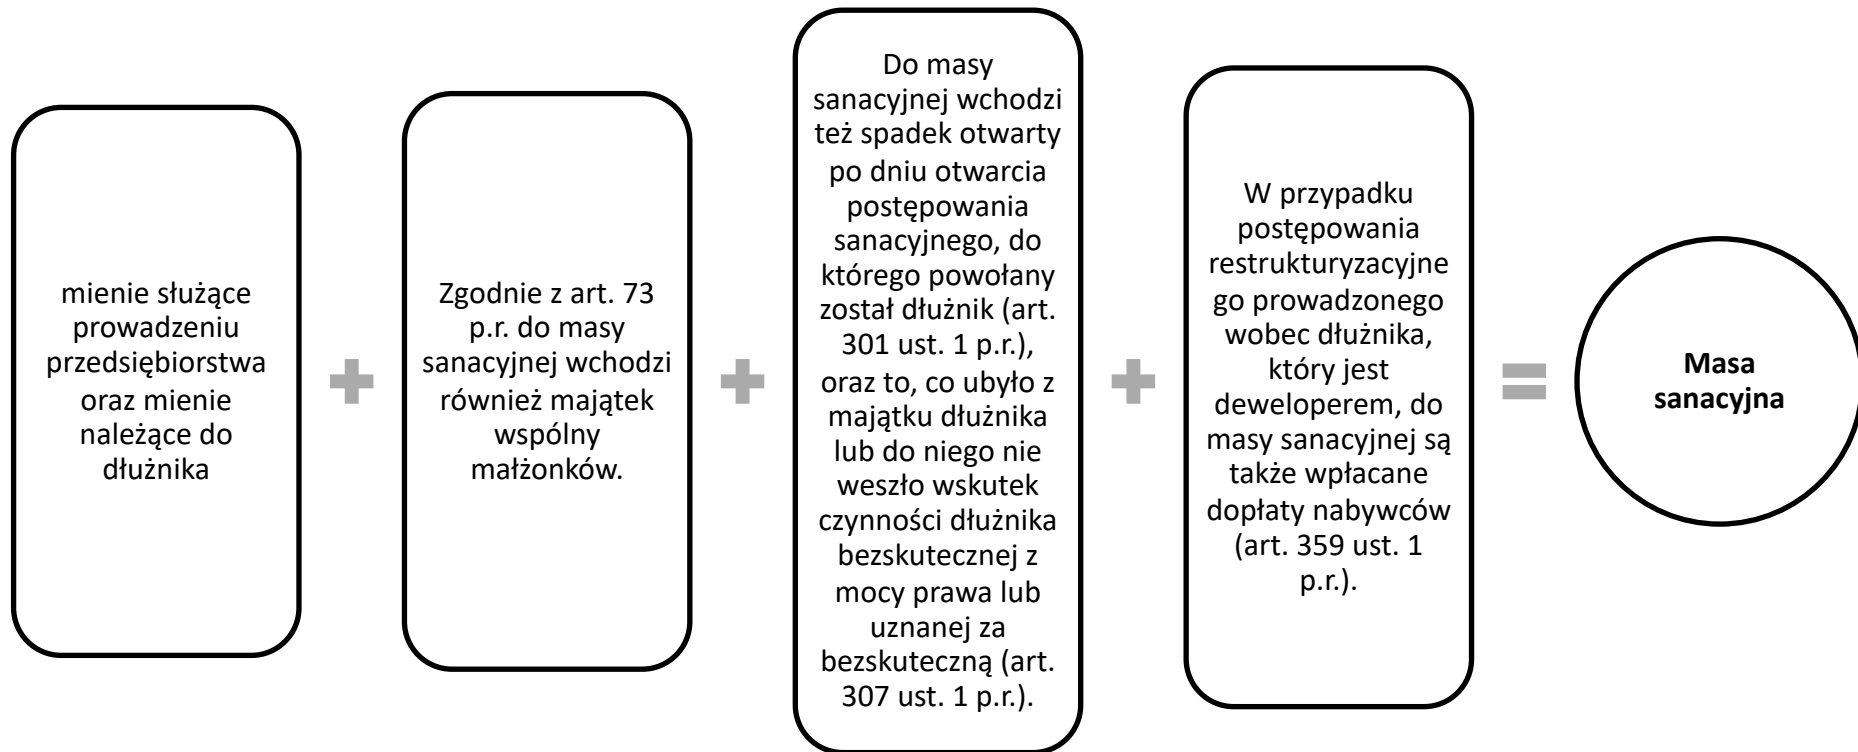 mienie służące
prowadzeniu
przedsiębiorstwa
oraz mienie
należące do
dłużnika
Zgodnie z art. 73
p.r. do masy
sanacyjnej wchodzi
również majątek
wspólny
małżonków.
Do masy
sanacyjnej wchodzi
też spadek otwarty
po dniu otwarcia
postępowania
sanacyjnego, do
którego powołany
został dłużnik (art.
301 ust. 1 p.r.),
oraz to, co ubyło z
majątku dłużnika
lub do niego nie
weszło wskutek
czynności dłużnika
bezskutecznej z
mocy prawa lub
uznanej za
bezskuteczną (art.
307 ust. 1 p.r.).
W przypadku
postępowania
restrukturyzacyjne
go prowadzonego
wobec dłużnika,
który jest
deweloperem, do
masy sanacyjnej są
także wpłacane
dopłaty nabywców
(art. 359 ust. 1
p.r.).
Masa
sanacyjna